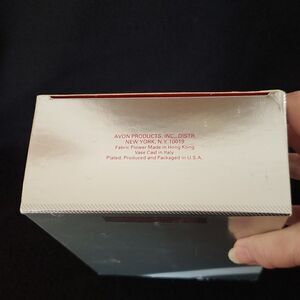 AVON PRODUCTS, INC., DISTR.
NEW YORK, N.Y. 10019
Fabric Flower Made in Hong Kong
Vase Cast in Italy
Plated, Produced and Packaged in U.S.A.